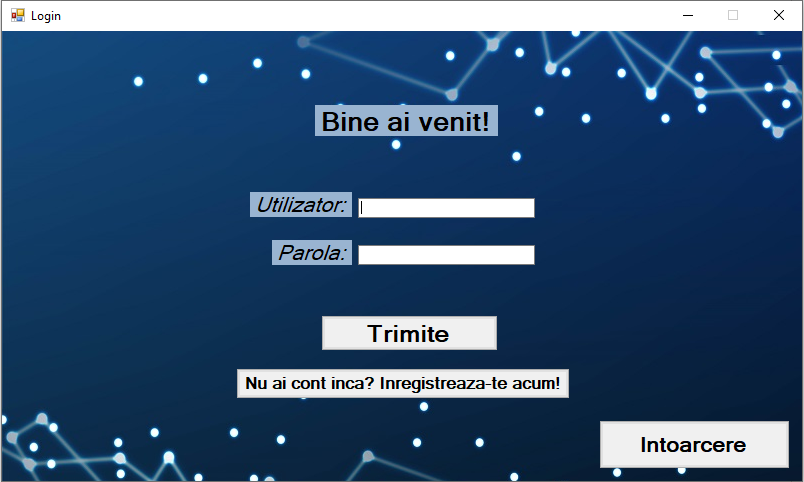 Login
Bine ai venit!
Utilizator:
Parola:
Trimite
Nu ai cont inca? Inregistreaza-te acum!
Intoarcere